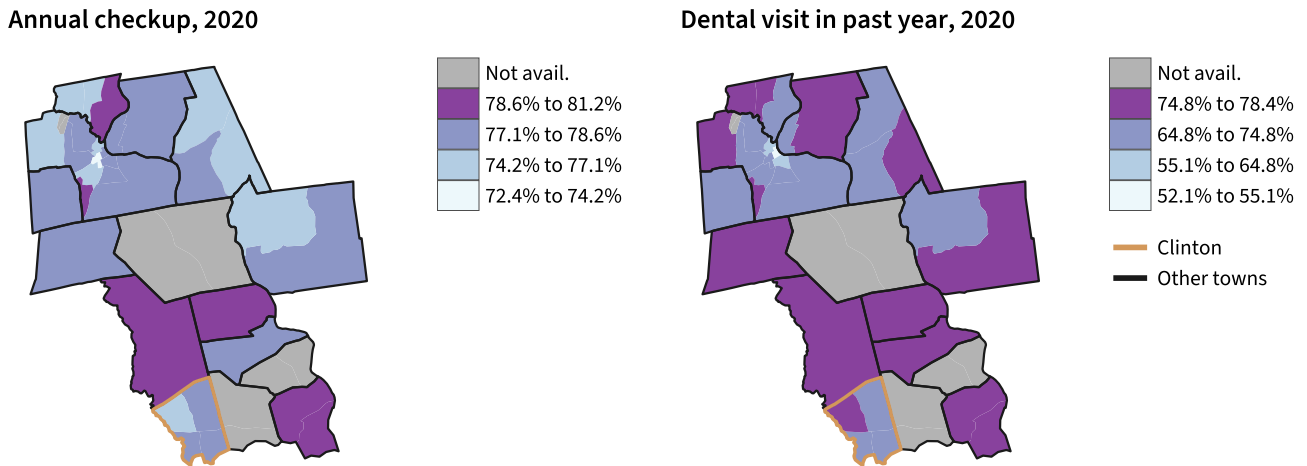 Annual checkup, 2020
Not avail.
78.6% to 81.2%
77.1% to 78.6%
74.2% to 77.1%
72.4% to 74.2%
Dental visit in past year, 2020
Not avail.
74.8% to 78.4%
64.8% to 74.8%
55.1% to 64.8%
52.1% to 55.1%
Clinton
Other towns